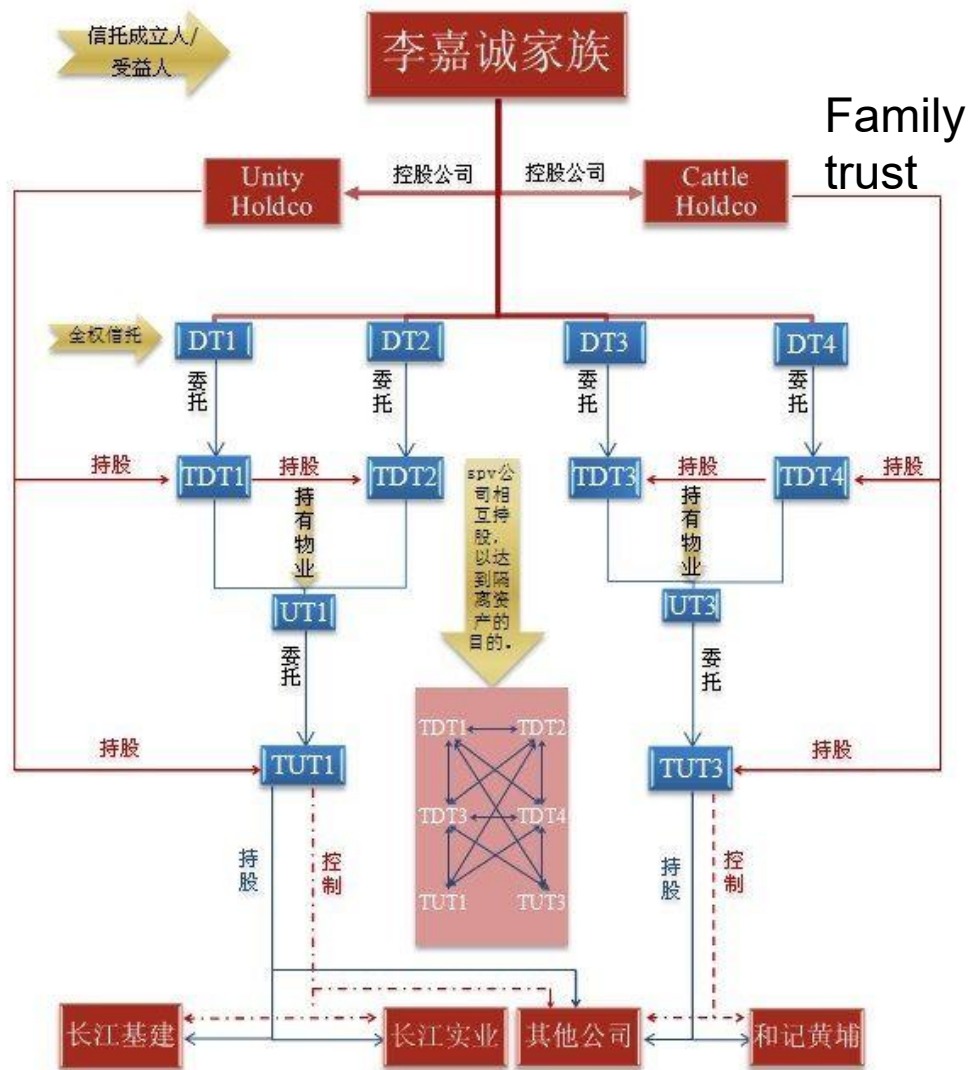 信托成立人/
受益人
李嘉诚家族
Family
trust
Unity
Holdco
控股公司
控股公司
Cattle
Holdco
全权信托
DT1
DT2
DT3
DT4
委托
委托
委托
委托
持股
TDT1
持股
TDT2
TDT3
持股
TDT4
持股
持有物业
持有物业
spv公
司相
互持
股，
以达
到隔
离资
产的
目的。
UT1
UT3
委托
委托
持股
TUT1
TUT3
持股
TDT1
TDT2
TDT3
TDT4
TUT1
TUT3
持股
控制
持股
控制
长江基建
长江实业
其他公司
和记黄埔